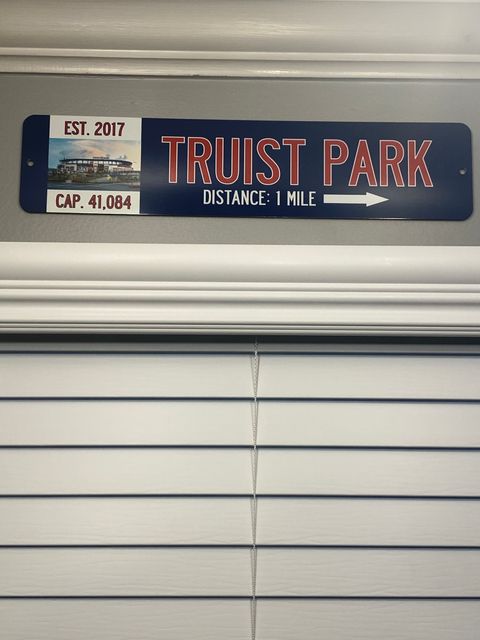 EST. 2017
CAP. 41,084
TRUIST PARK
DISTANCE: 1 MILE